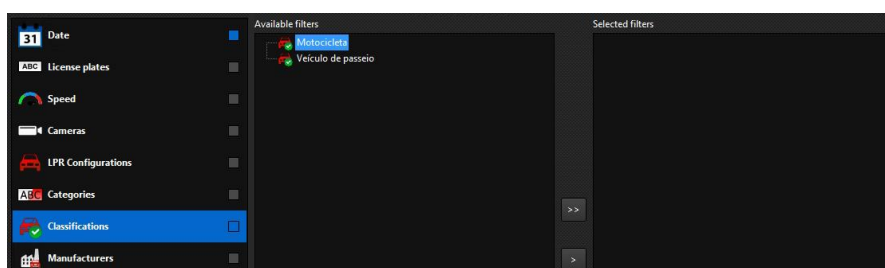 Available filters
Selected filters
31 Date
ABC License plates
Speed
Cameras
LPR Configurations
ABC Categories
Classifications
Manufacturers
Motocicleta
Veículo de passeio
>>
>